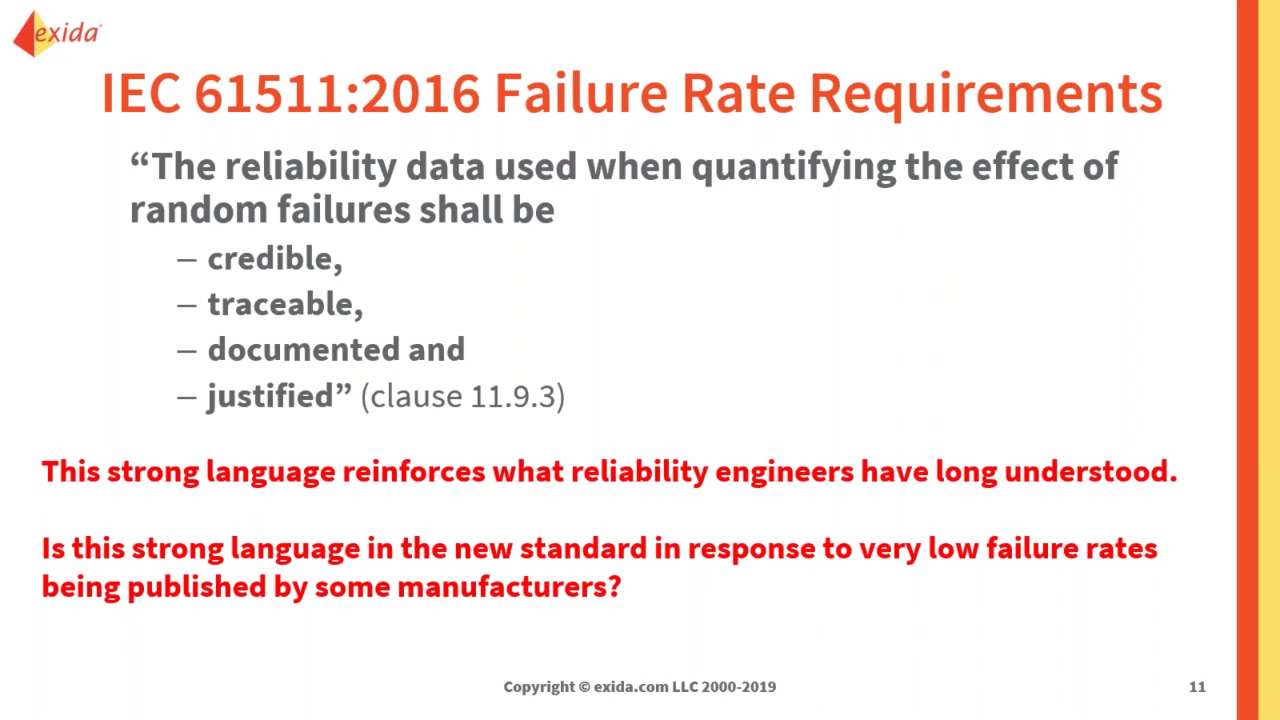 exida
IEC 61511:2016 Failure Rate Requirements
“The reliability data used when quantifying the effect of
random failures shall be
– credible,
– traceable,
– documented and
– justified” (clause 11.9.3)
This strong language reinforces what reliability engineers have long understood.
Is this strong language in the new standard in response to very low failure rates
being published by some manufacturers?
Copyright © exida.com LLC 2000-2019
11